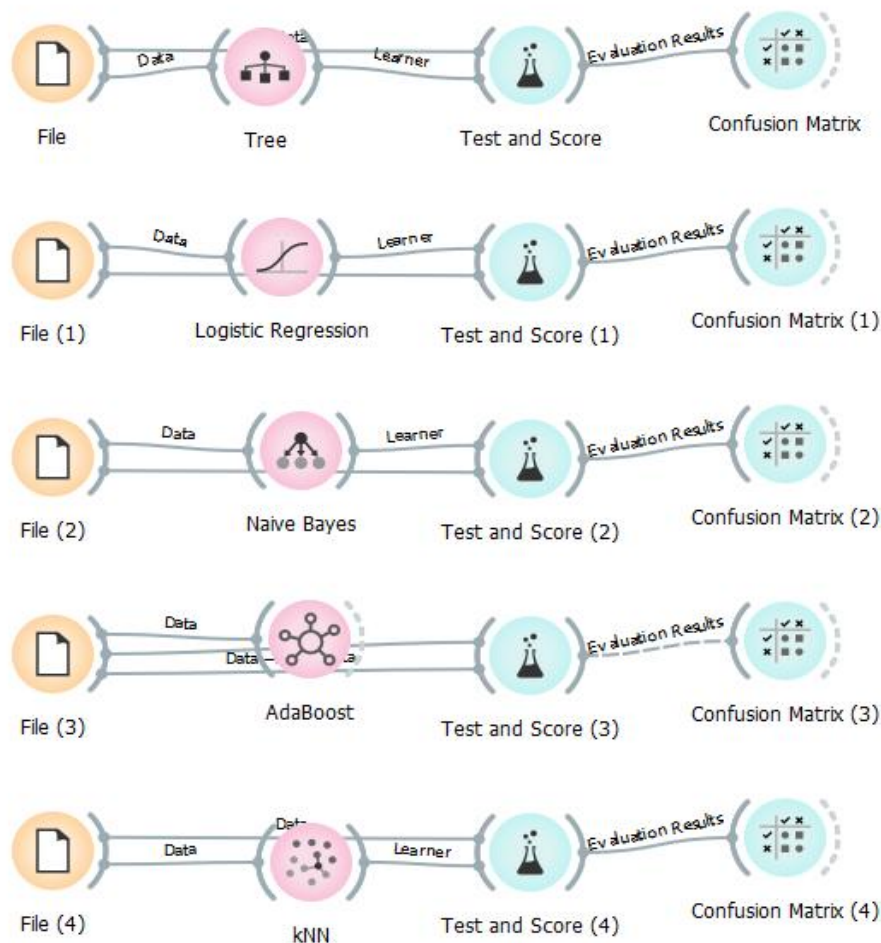 Data
Data
Learner
Evaluation Results
File
Tree
Test and Score
Confusion Matrix
Data
Learner
Evaluation Results
File (1)
Logistic Regression
Test and Score (1)
Confusion Matrix (1)
Data
Learner
Evaluation Results
File (2)
Naive Bayes
Test and Score (2)
Confusion Matrix (2)
Data
Data
Data
Evaluation Results
File (3)
AdaBoost
Test and Score (3)
Confusion Matrix (3)
Data
Data
Learner
Evaluation Results
File (4)
kNN
Test and Score (4)
Confusion Matrix (4)